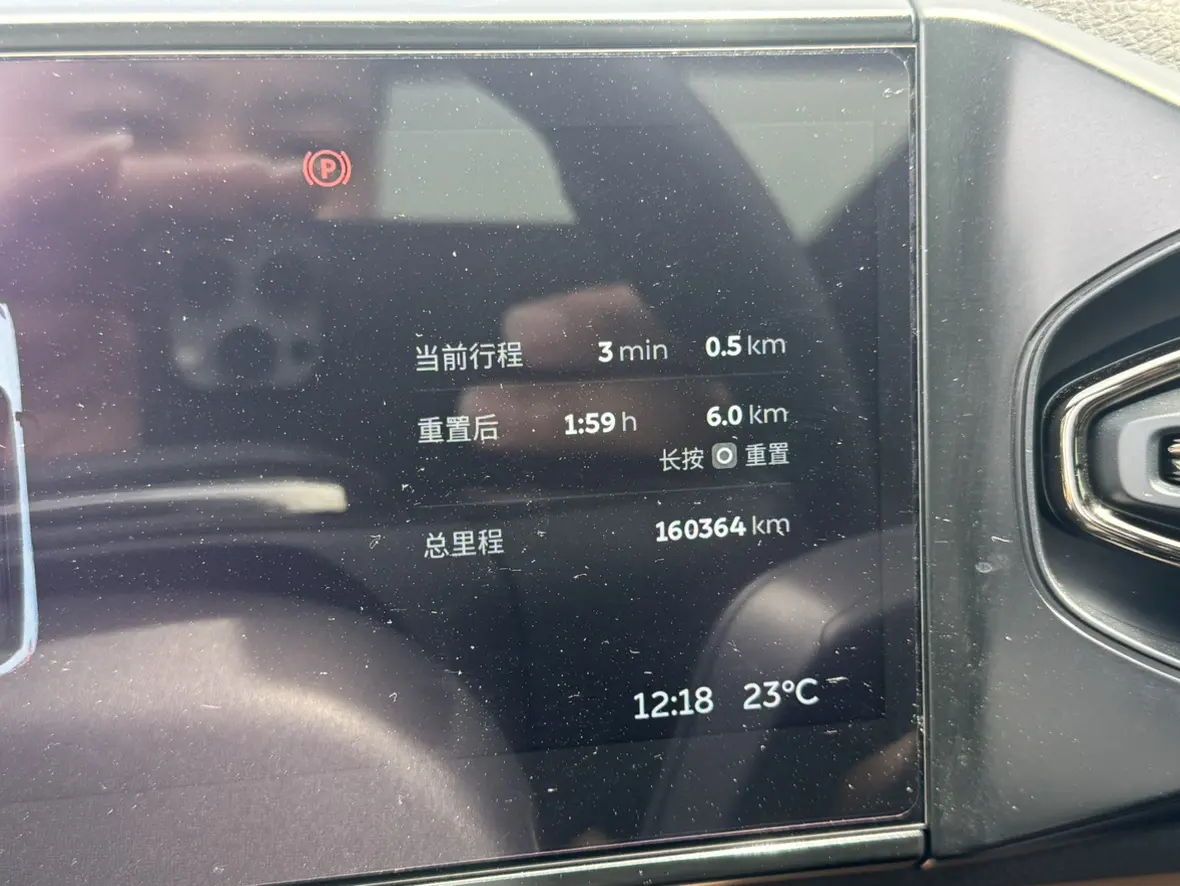 P
当前行程 3 min 0.5 km
重置后 1:59 h 6.0 km
长按 重置
总里程 160364 km
12:18 23°C